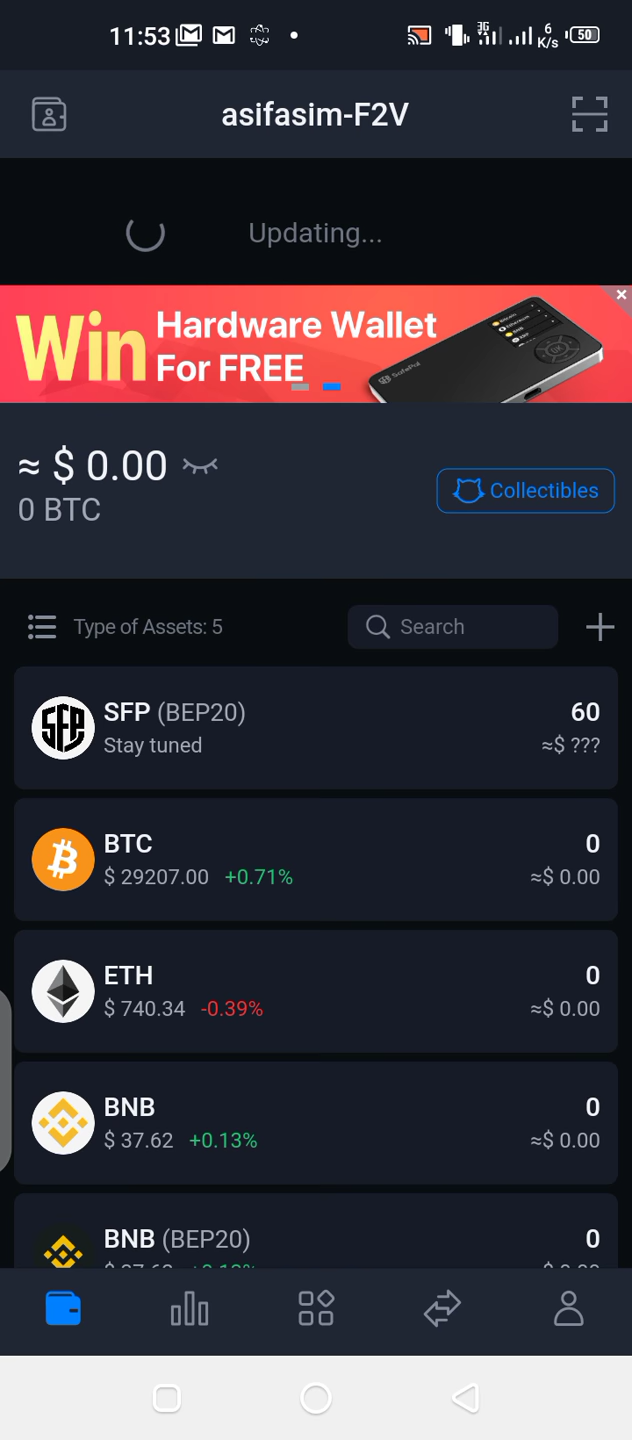 11:53
3G
6
K/s
50
asifasim-F2V
Updating...
Win Hardware Wallet
For FREE
SafePal
≈ $ 0.00
0 BTC
Collectibles
Type of Assets: 5
Search
SFP (BEP20)
60
Stay tuned
≈$ ???
BTC
0
$ 29207.00 +0.71%
≈$ 0.00
ETH
0
$ 740.34 -0.39%
≈$ 0.00
BNB
0
$ 37.62 +0.13%
≈$ 0.00
BNB (BEP20)
0